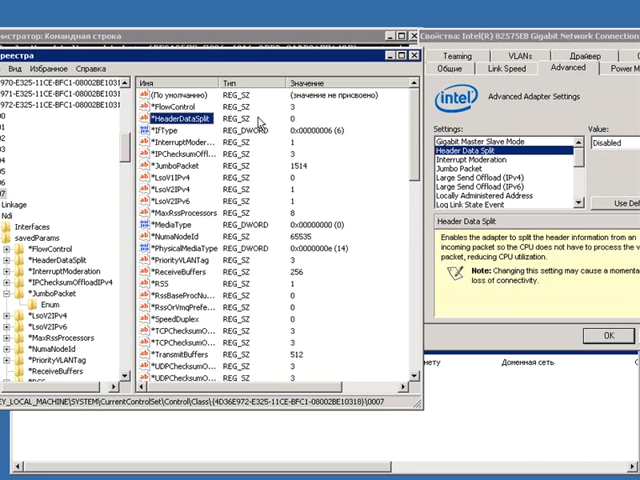 нистратор: Командная строка
реестра
Вид Избранное Справка
971-E325-11CE-BFC1-08002BE10318}
972-E325-11CE-BFC1-08002BE10318}
Linkage
Ndi
Interfaces
savedParams
*FlowControl
*HeaderDataSplit
*InterruptModeration
*IPChecksumOffloadIPv4
*JumboPacket
Enum
*LsoV1IPv4
*LsoV2IPv4
*LsoV2IPv6
*MaxRssProcessors
*NumaNodeId
*PriorityVLANTag
*ReceiveBuffers
*RSS
Имя Тип Значение
(По умолчанию) REG_SZ (значение не присвоено)
*FlowControl REG_SZ 3
*HeaderDataSplit REG_SZ 0
*IfType REG_DWORD 0x00000006 (6)
*InterruptModer... REG_SZ 1
*IPChecksumOffl... REG_SZ 3
*JumboPacket REG_SZ 1514
*LsoV1IPv4 REG_SZ 0
*LsoV2IPv4 REG_SZ 1
*LsoV2IPv6 REG_SZ 1
*MaxRssProcessors REG_SZ 8
*MediaType REG_DWORD 0x00000000 (0)
*NumaNodeId REG_SZ 65535
*PhysicalMediaType REG_DWORD 0x0000000e (14)
*PriorityVLANTag REG_SZ 3
*ReceiveBuffers REG_SZ 256
*RSS REG_SZ 1
*RssBaseProcNu... REG_SZ 0
*RssOrVmqPrefe... REG_SZ 0
*SpeedDuplex REG_SZ 0
*TCPChecksumO... REG_SZ 3
*TCPChecksumO... REG_SZ 3
*TransmitBuffers REG_SZ 512
*UDPChecksumO... REG_SZ 3
*UDPChecksumO... REG_SZ 3
EY_LOCAL_MACHINE\SYSTEM\CurrentControlSet\Control\Class\{4D36E972-E325-11CE-BFC1-08002BE10318}\0007
Свойства: Intel(R) 82575EB Gigabit Network Connection
Teaming VLANs Драйвер
Общие Link Speed Advanced Power M
intel
Advanced Adapter Settings
Settings: Value:
Gigabit Master Slave Mode Disabled
Header Data Split
Interrupt Moderation
Jumbo Packet
Large Send Offload (IPv4)
Large Send Offload (IPv6)
Locally Administered Address
Log Link State Event
Use Def
Header Data Split
Enables the adapter to split the header information from an
incoming packet so the CPU does not have to process the
packet, reducing CPU utilization.
Note: Changing this setting may cause a momenta
loss of connectivity.
OK
нету Доменная сеть